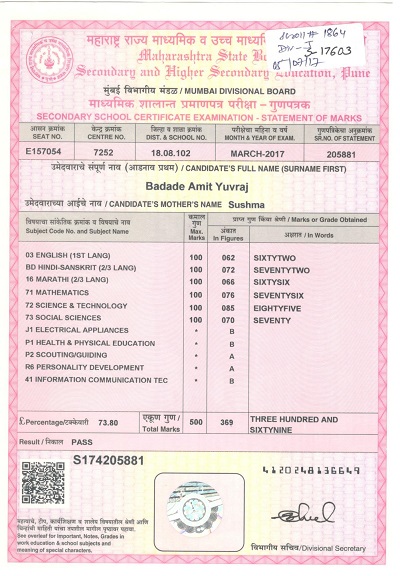 महाराष्ट्र राज्य माध्यमिक व उच्च माध्यमिक
1864
17603
05/07/17
Maharashtra State
Secondary and Higher Secondary Education, Pune
मुंबई विभागीय मंडळ / MUMBAI DIVISIONAL BOARD
माध्यमिक शालान्त प्रमाणपत्र परीक्षा - गुणपत्रक
SECONDARY SCHOOL CERTIFICATE EXAMINATION - STATEMENT OF MARKS
आसन क्रमांक केंद्र क्रमांक जिल्हा व शाळा क्रमांक परीक्षेचा महिना व वर्ष गुणपत्रिकेचा अनुक्रमांक
SEAT NO. CENTRE NO. DIST. & SCHOOL NO. MONTH & YEAR OF EXAM. SR.NO. OF STATEMENT
E157054 7252 18.08.102 MARCH-2017 205881
उमेदवाराचे संपूर्ण नाव (आडनाव प्रथम) / CANDIDATE'S FULL NAME (SURNAME FIRST)
Badade Amit Yuvraj
उमेदवाराच्या आईचे नाव / CANDIDATE'S MOTHER'S NAME Sushma
विषयाचा सांकेतिक क्रमांक व विषयाचे नाव कमाल गुण प्राप्त गुण किंवा श्रेणी / Marks or Grade Obtained
Subject Code No. and Subject Name Max. Marks अंकात In Figures अक्षरात / In Words
03 ENGLISH (1ST LANG) 100 062 SIXTYTWO
BD HINDI-SANSKRIT (2/3 LANG) 100 072 SEVENTYTWO
16 MARATHI (2/3 LANG) 100 066 SIXTYSIX
71 MATHEMATICS 100 076 SEVENTYSIX
72 SCIENCE & TECHNOLOGY 100 085 EIGHTYFIVE
73 SOCIAL SCIENCES 100 070 SEVENTY
J1 ELECTRICAL APPLIANCES * B
P1 HEALTH & PHYSICAL EDUCATION * B
P2 SCOUTING/GUIDING * A
R6 PERSONALITY DEVELOPMENT * A
41 INFORMATION COMMUNICATION TEC * B
£ Percentage/टक्केवारी 73.80 एकूण गुण / Total Marks 500 369 THREE HUNDRED AND
SIXTYNINE
Result / निकाल PASS
S174205881
4120248136649
महत्वाचे, टीप, कार्यशिक्षण व शालेय विषयातील श्रेणी आणि
See overleaf for Important, Notes, Grades in
work education & school subjects and
meaning of special characters.
विभागीय सचिव/Divisional Secretary